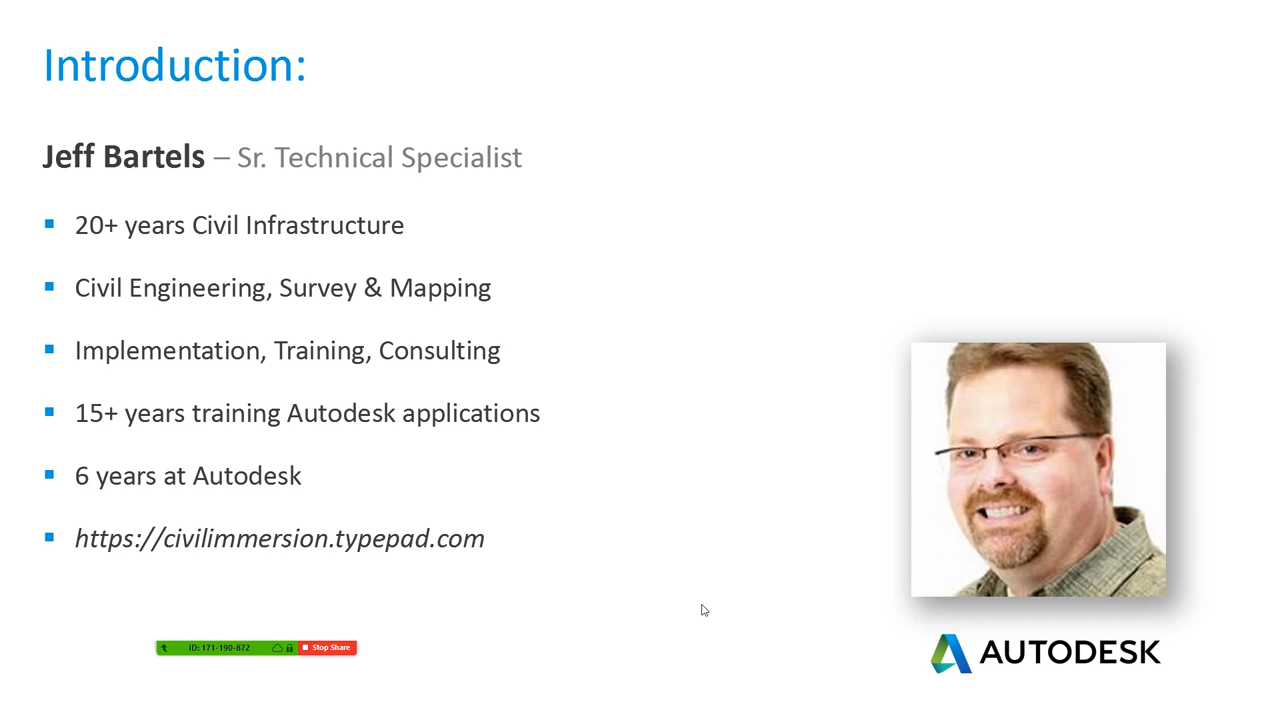 Introduction:
Jeff Bartels – Sr. Technical Specialist
20+ years Civil Infrastructure
Civil Engineering, Survey & Mapping
Implementation, Training, Consulting
15+ years training Autodesk applications
6 years at Autodesk
https://civilimmersion.typepad.com
ID: 171-190-872 Stop Share
AUTODESK